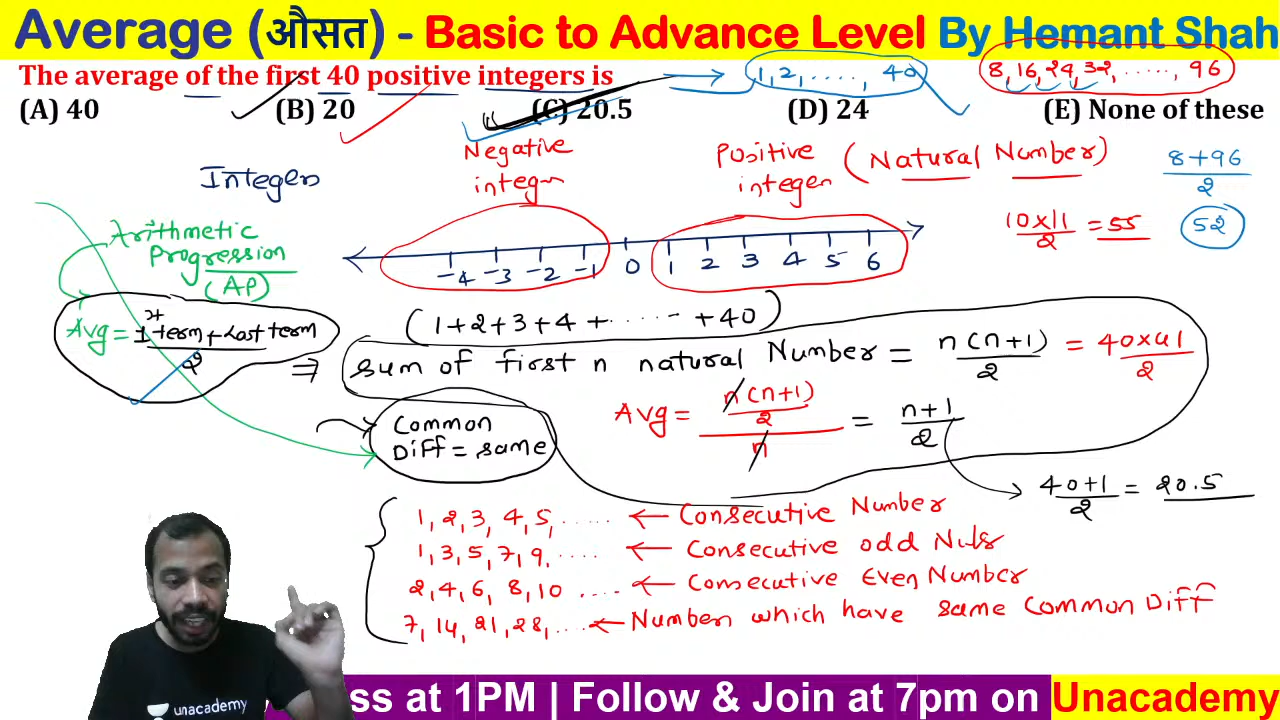 Average (औसत) - Basic to Advance Level By Hemant Shah
The average of the first 40 positive integers is
1, 2, ....., 40
8, 16, 24, 32, ....., 96
(A) 40 (B) 20 (C) 20.5 (D) 24 (E) None of these
Integers
Negative
integers
Positive
integers
(Natural Number)
8+96
2
52
10×11
2
= 55
Arithmetic
Progression
(AP)
-4 -3 -2 -1 0 1 2 3 4 5 6
Avg = 1st term + Last term
2
(1+2+3+4+ ...... +40)
⇒ sum of first n natural Number = n(n+1)
2
= 40×41
2
Avg = n(n+1)
2
n
= n+1
2
Common
Diff = same
40+1
2
= 20.5
1, 2, 3, 4, 5, ..... ← Consecutive Number
1, 3, 5, 7, 9, .... ← Consecutive odd
2, 4, 6, 8, 10 .... ← Consecutive Even Number
7, 14, 21, 28, ... ← Numbers which have same Common Diff
unacademy
ss at 1PM | Follow & Join at 7pm on Unacademy